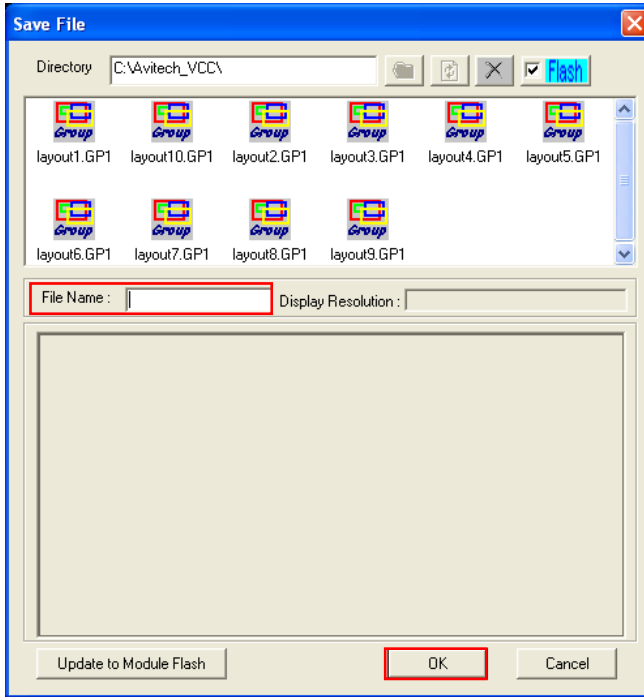 Save File
Directory C:\Avitech_VCC\ Flash
Group Group Group Group Group Group
layout1.GP1 layout10.GP1 layout2.GP1 layout3.GP1 layout4.GP1 layout5.GP1
Group Group Group Group
layout6.GP1 layout7.GP1 layout8.GP1 layout9.GP1
File Name : Display Resolution :
Update to Module Flash OK Cancel